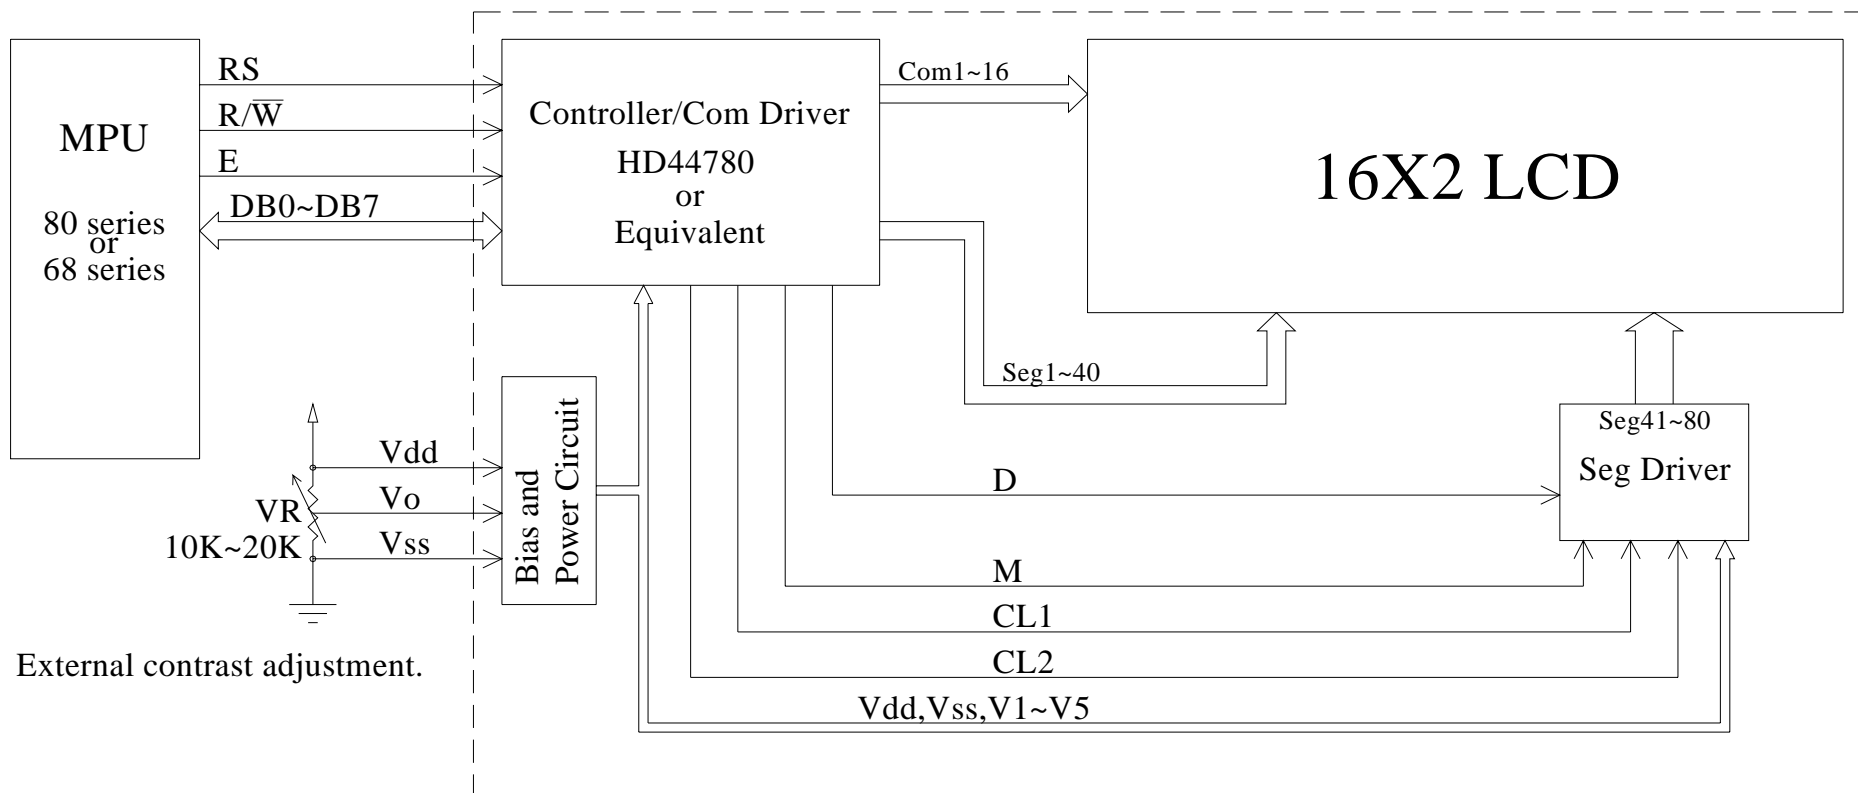 MPU
80 series
or
68 series
RS
R/W̅
E
DB0~DB7
Controller/Com Driver
HD44780
or
Equivalent
Com1~16
16X2 LCD
Seg1~40
Seg41~80
Seg Driver
Vdd
Vo
Vss
VR
10K~20K
Bias and
Power Circuit
D
M
CL1
CL2
Vdd,Vss,V1~V5
External contrast adjustment.